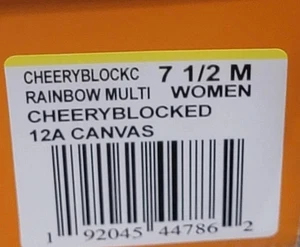 CHEERYBLOCKC 7 1/2 M
RAINBOW MULTI WOMEN
CHEERYBLOCKED
12A CANVAS
1 92045 44786 2